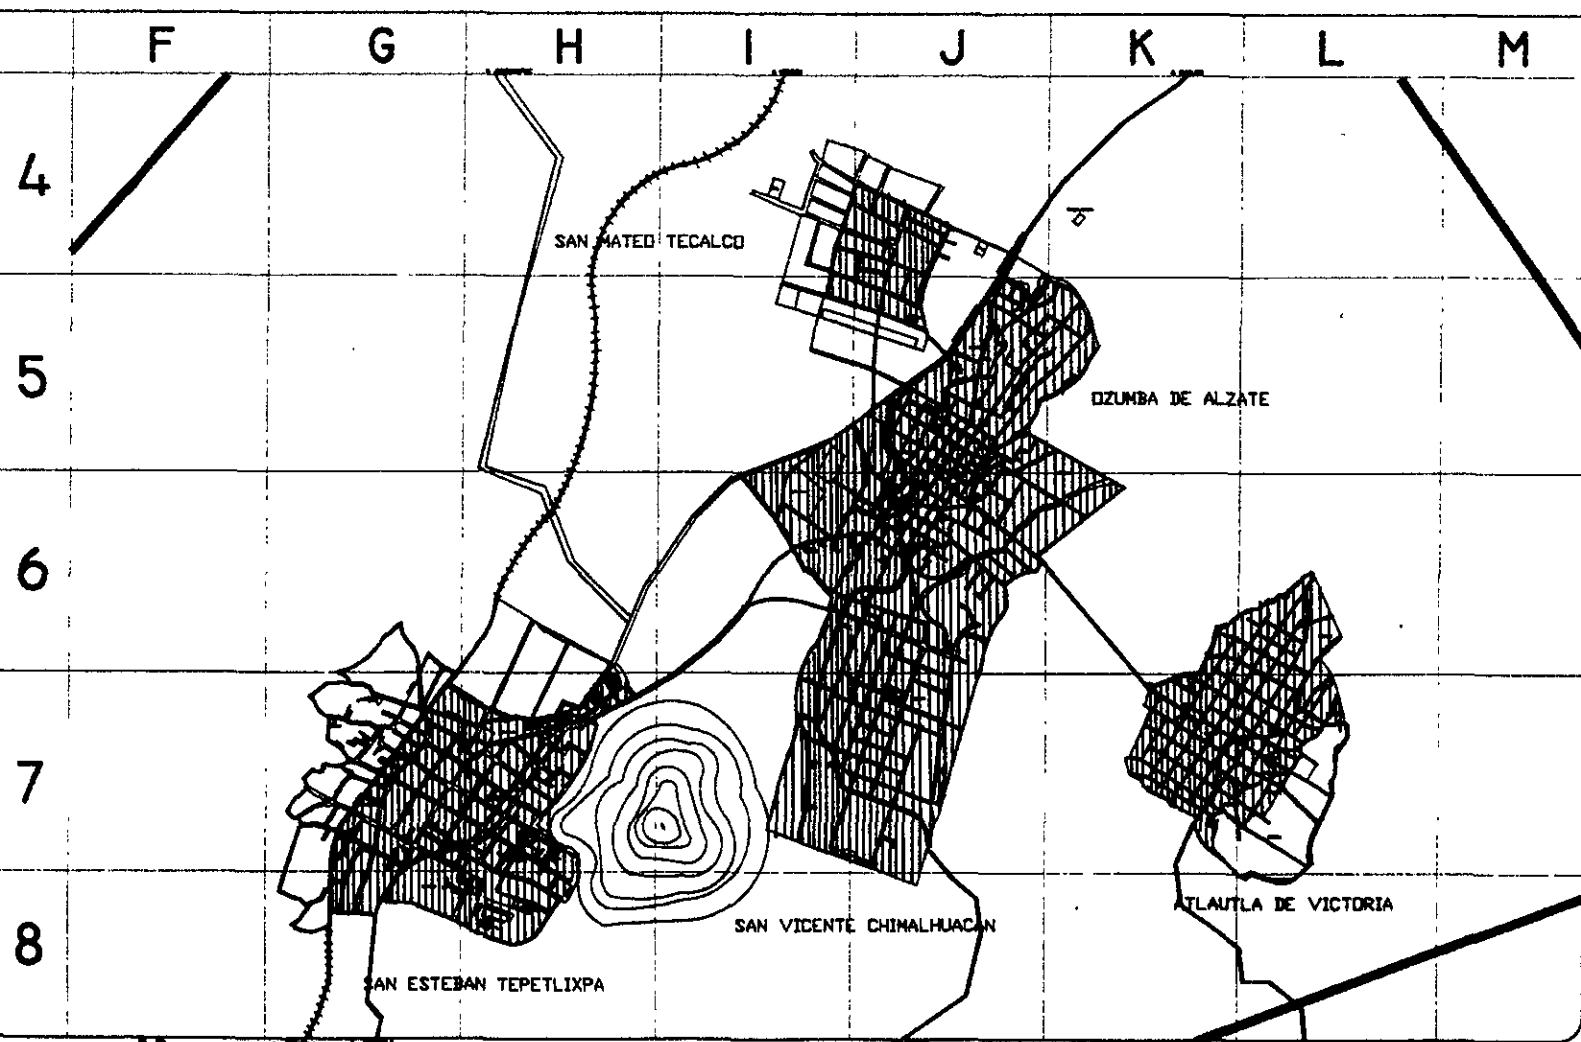 F G H I J K L M
4
SAN MATEO TECALCO
5
OZUMBA DE ALZATE
6
7
ATLAUTLA DE VICTORIA
SAN VICENTE CHIMALHUACAN
8
SAN ESTEBAN TEPETLIXPA